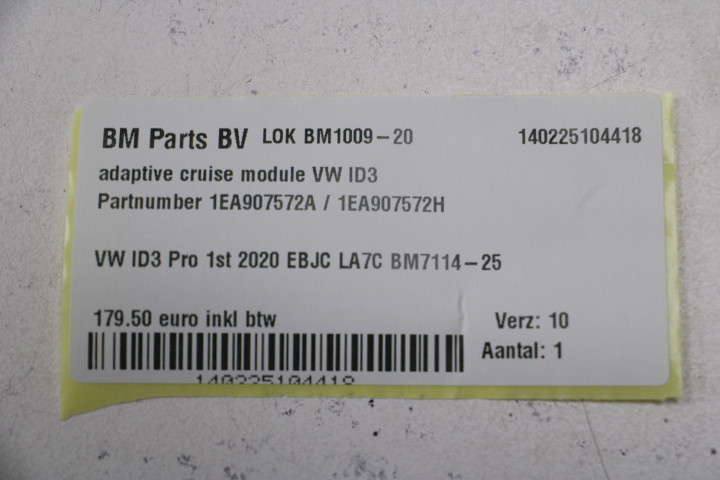 BM Parts BV LOK BM1009-20 140225104418
adaptive cruise module VW ID3
Partnumber 1EA907572A / 1EA907572H
VW ID3 Pro 1st 2020 EBJC LA7C BM7114-25
179.50 euro inkl btw Verz: 10
Aantal: 1
140225104418